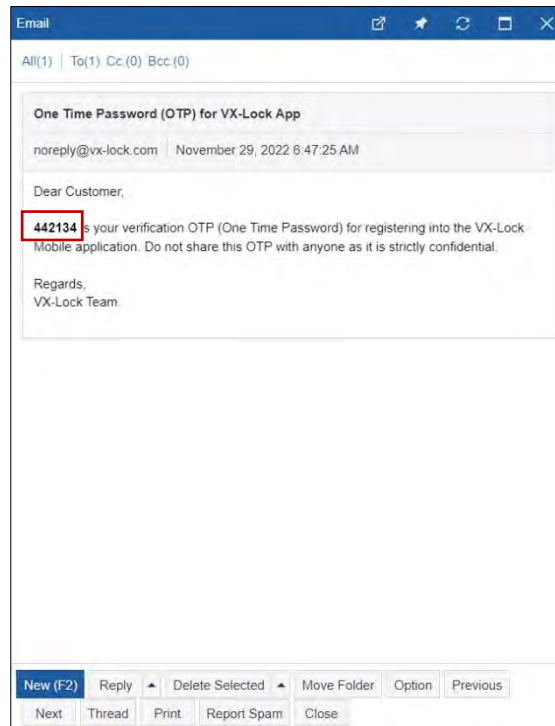 Email
All(1) | To(1) Cc.(0) Bcc.(0)
One Time Password (OTP) for VX-Lock App
noreply@vx-lock.com | November 29, 2022 6:47:25 AM
Dear Customer,
442134 is your verification OTP (One Time Password) for registering into the VX-Lock
Mobile application. Do not share this OTP with anyone as it is strictly confidential.
Regards,
VX-Lock Team.
New (F2) Reply Delete Selected Move Folder Option Previous
Next Thread Print Report Spam Close